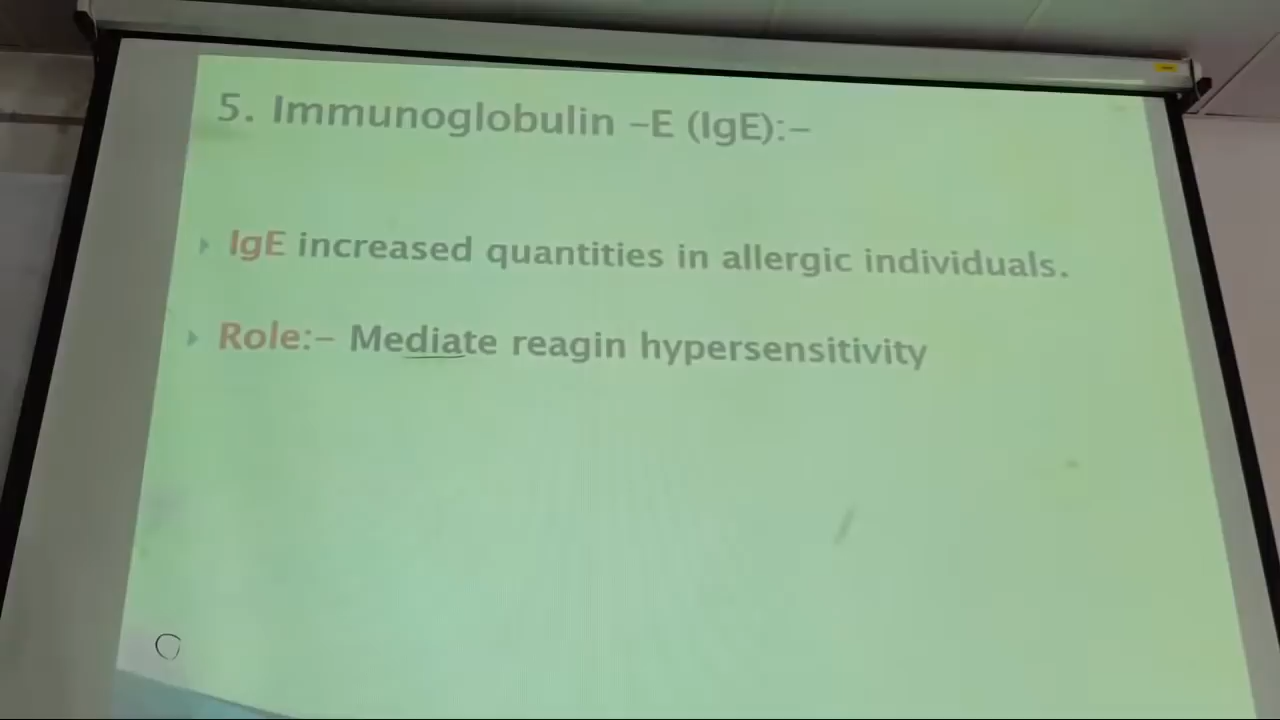 5. Immunoglobulin –E (IgE):–
IgE increased quantities in allergic individuals.
Role:– Mediate reagin hypersensitivity